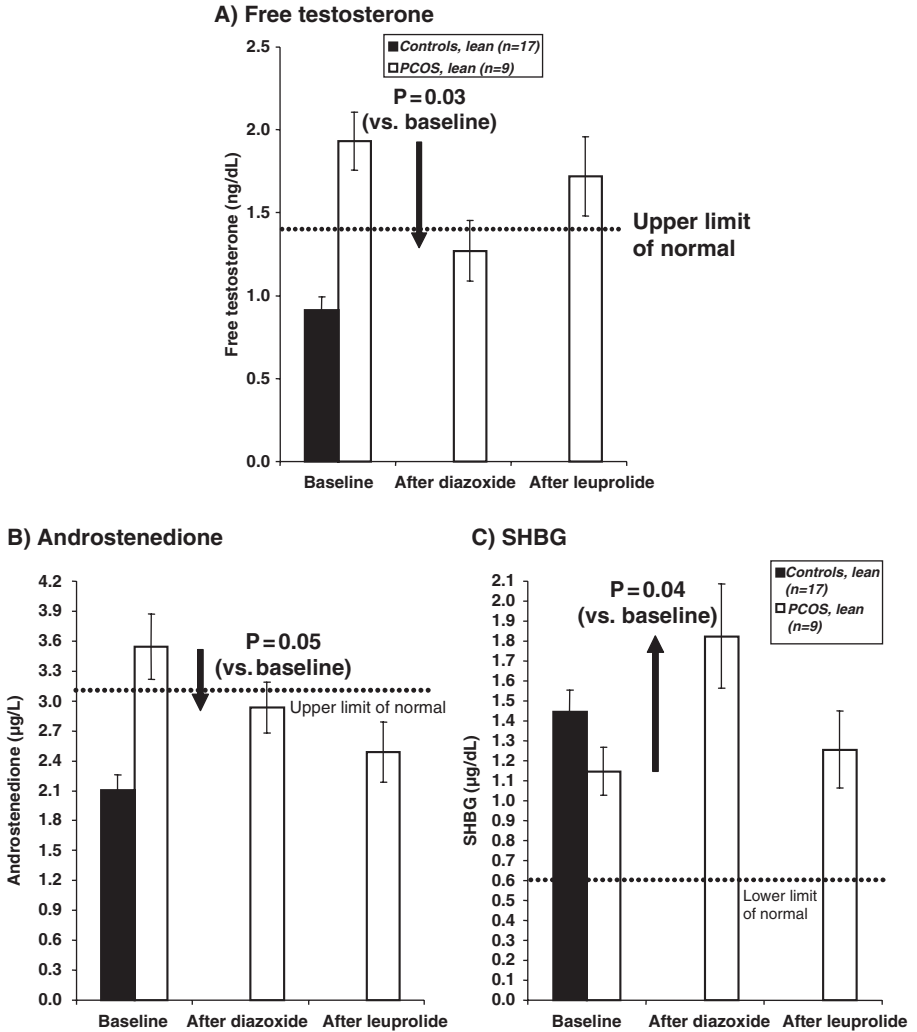 A) Free testosterone
Controls, lean (n=17)
PCOS, lean (n=9)
P=0.03
(vs. baseline)
Free testosterone (ng/dL)
2.5
2.0
1.5
1.0
0.5
0.0
Upper limit
of normal
Baseline After diazoxide After leuprolide
B) Androstenedione
Androstenedione (µg/L)
4.2
3.9
3.6
3.3
3.0
2.7
2.4
2.1
1.8
1.5
1.2
0.9
0.6
0.3
0.0
P=0.05
(vs. baseline)
Upper limit of normal
Baseline After diazoxide After leuprolide
C) SHBG
Controls, lean
(n=17)
PCOS, lean
(n=9)
SHBG (µg/dL)
2.1
2.0
1.9
1.8
1.7
1.6
1.5
1.4
1.3
1.2
1.1
1.0
0.9
0.8
0.7
0.6
0.5
0.4
0.3
0.2
0.1
0.0
P=0.04
(vs. baseline)
Lower limit
of normal
Baseline After diazoxide After leuprolide